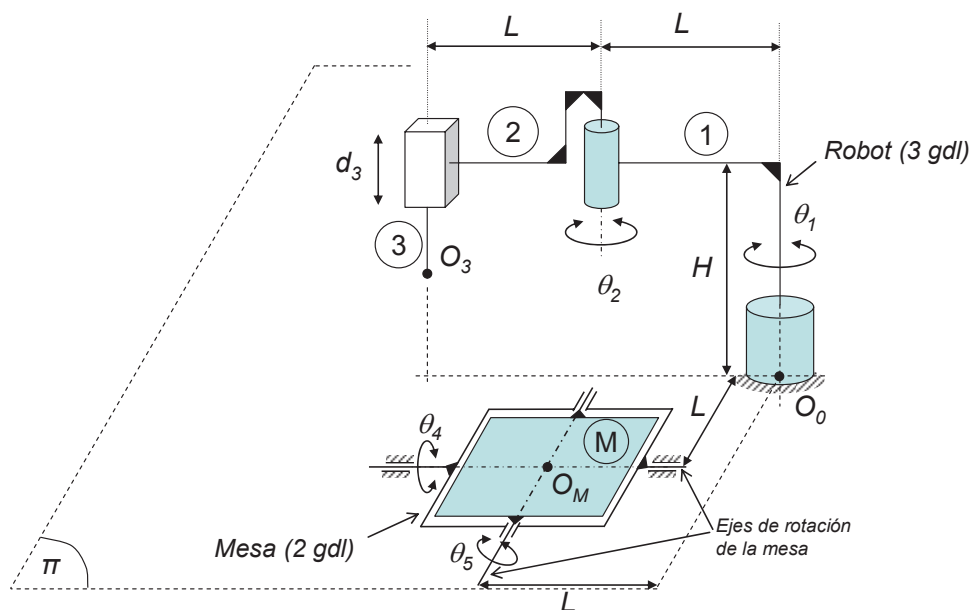 L
L
2
1
Robot (3 gdl)
d3
θ1
3
O3
H
θ2
L
O0
θ4
M
OM
Ejes de rotación
de la mesa
Mesa (2 gdl)
θ5
π
L